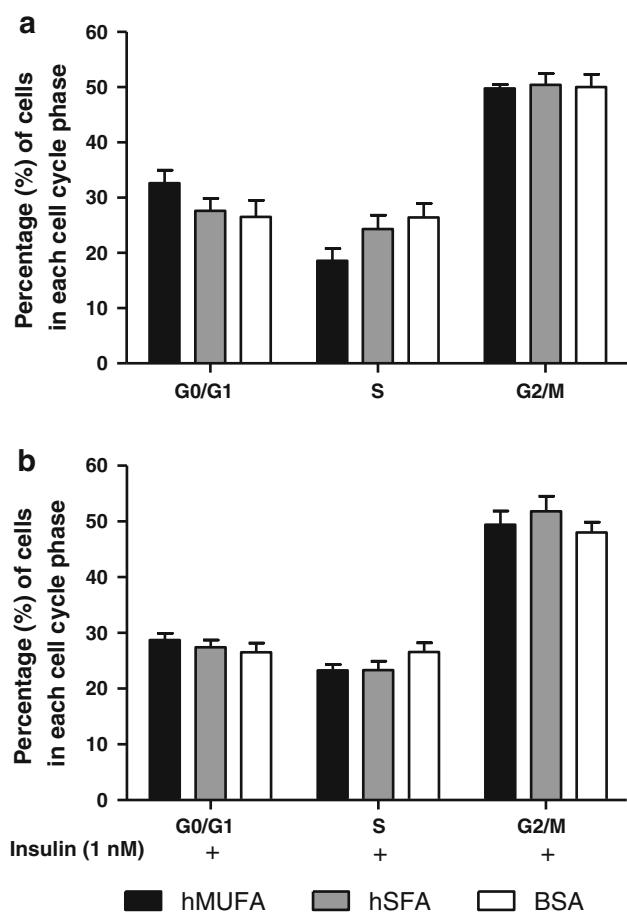 a
Percentage (%) of cells
in each cell cycle phase
60
50
40
30
20
10
0
G0/G1 S G2/M
b
Percentage (%) of cells
in each cell cycle phase
60
50
40
30
20
10
0
G0/G1 S G2/M
Insulin (1 nM) + + +
hMUFA hSFA BSA